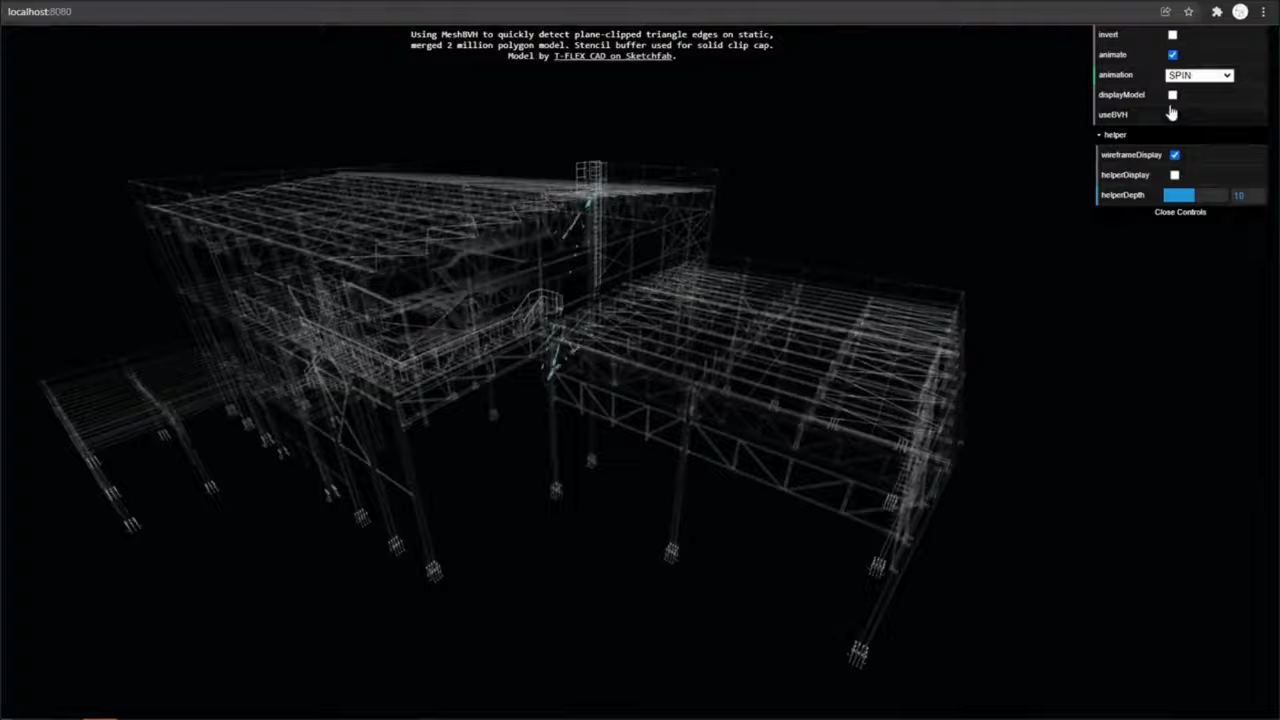 localhost:8080
Using MeshBVH to quickly detect plane-clipped triangle edges on static,
merged 2 million polygon model. Stencil buffer used for solid clip cap.
Model by T-FLEX CAD on Sketchfab.
invert
animate
animation SPIN
displayModel
useBVH
helper
wireframeDisplay
helperDisplay
helperDepth 10
Close Controls